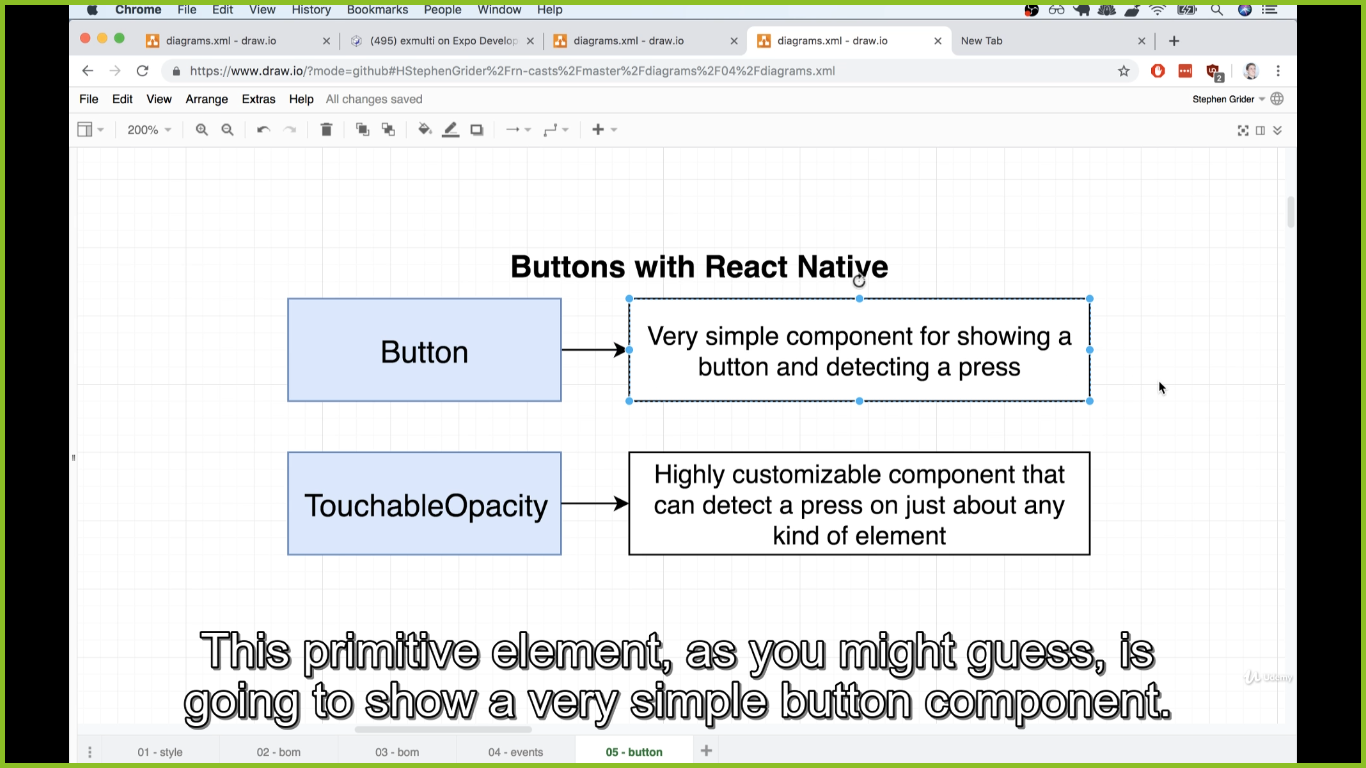 Chrome File Edit View History Bookmarks People Window Help
diagrams.xml - draw.io (495) exmulti on Expo Develop diagrams.xml - draw.io diagrams.xml - draw.io New Tab
https://www.draw.io/?mode=github#HStephenGrider%2Frn-casts%2Fmaster%2Fdiagrams%2F04%2Fdiagrams.xml
2
File Edit View Arrange Extras Help All changes saved Stephen Grider
200%
Buttons with React Native
Button
Very simple component for showing a
button and detecting a press
TouchableOpacity
Highly customizable component that
can detect a press on just about any
kind of element
This primitive element, as you might guess, is
going to show a very simple button component.
Udemy
01 - style 02 - bom 03 - bom 04 - events 05 - button